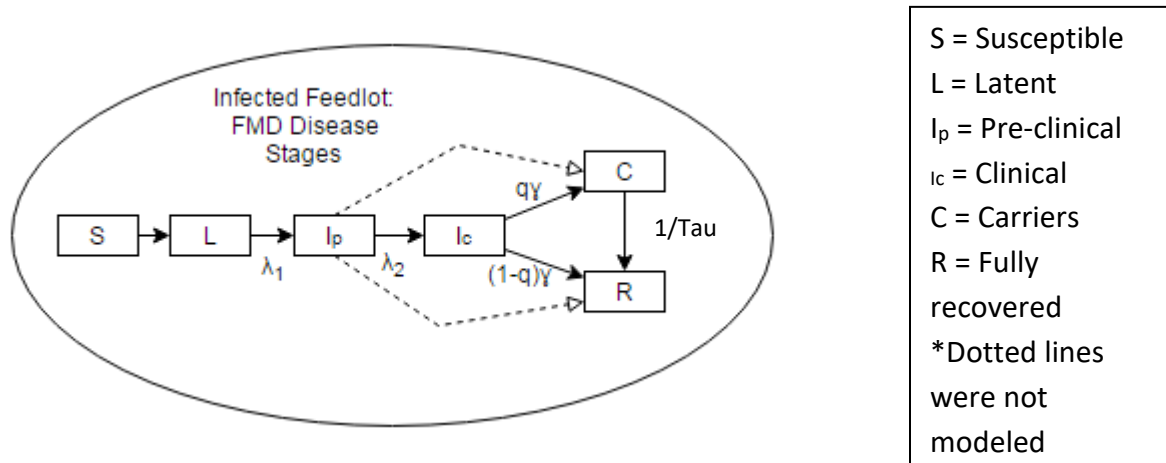 Infected Feedlot:
FMD Disease
Stages
S
L
Ip
Ic
C
R
λ1
λ2
qγ
(1-q)γ
1/Tau
S = Susceptible
L = Latent
Ip = Pre-clinical
Ic = Clinical
C = Carriers
R = Fully
recovered
*Dotted lines
were not
modeled